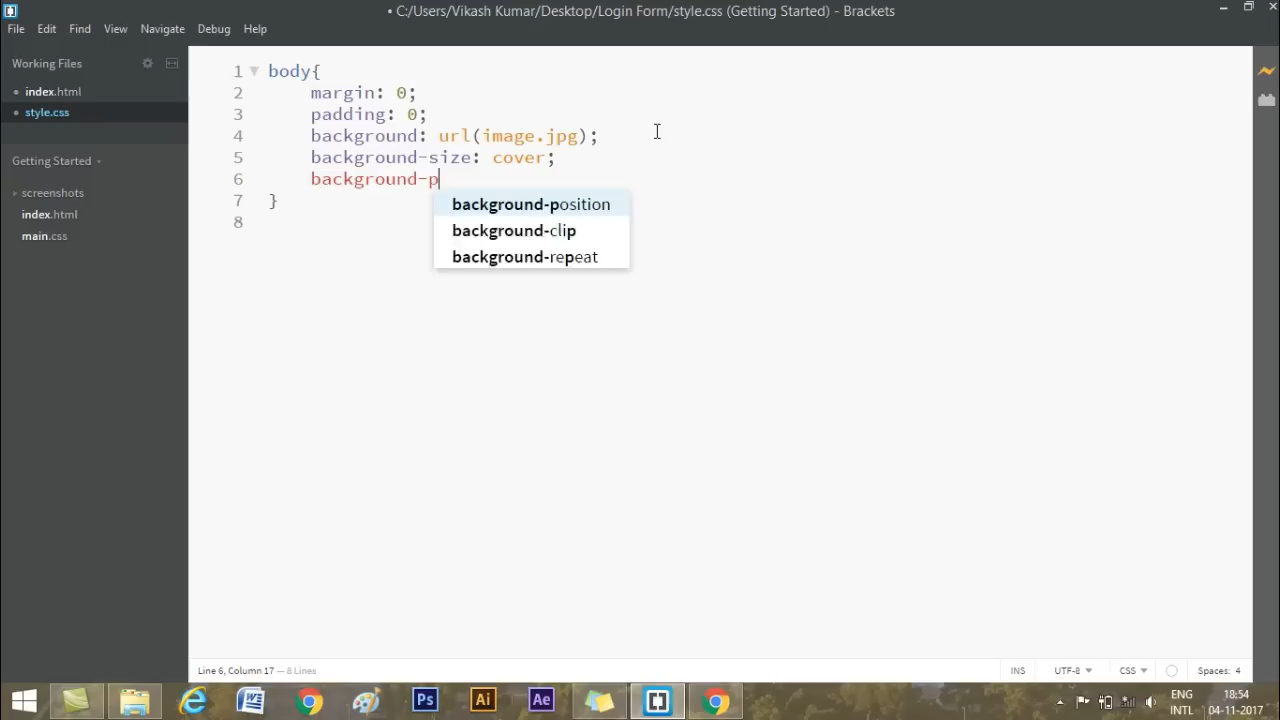 • C:/Users/Vikash Kumar/Desktop/Login Form/style.css (Getting Started) - Brackets
File Edit Find View Navigate Debug Help
Working Files
• index.html
• style.css
Getting Started
screenshots
index.html
main.css
1 body{
2 margin: 0;
3 padding: 0;
4 background: url(image.jpg);
5 background-size: cover;
6 background-p
7 }
8
background-position
background-clip
background-repeat
Line 6, Column 17 — 8 Lines
INS UTF-8 CSS Spaces: 4
Ps Ai Ae
ENG
INTL
18:54
04-11-2017